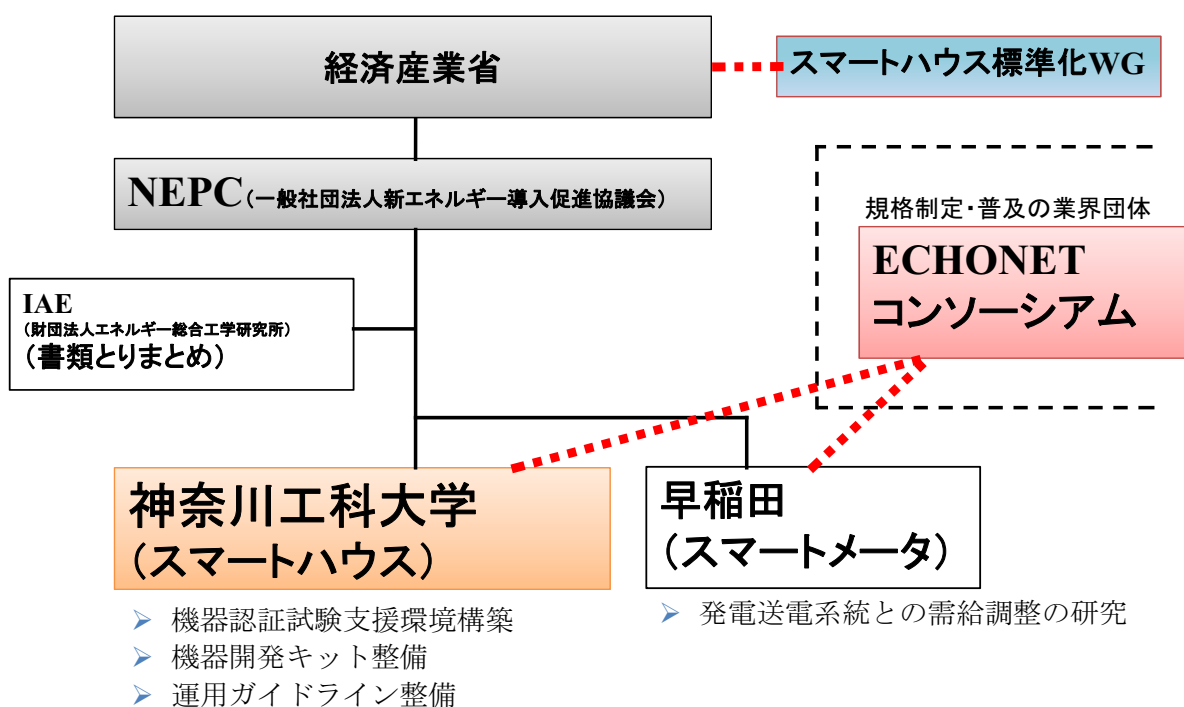 経済産業省
スマートハウス標準化WG
NEPC(一般社団法人新エネルギー導入促進協議会)
規格制定・普及の業界団体
ECHONET
コンソーシアム
IAE
(財団法人エネルギー総合工学研究所)
(書類とりまとめ)
神奈川工科大学
(スマートハウス)
早稲田
(スマートメータ)
➢ 機器認証試験支援環境構築
➢ 機器開発キット整備
➢ 運用ガイドライン整備
➢ 発電送電系統との需給調整の研究